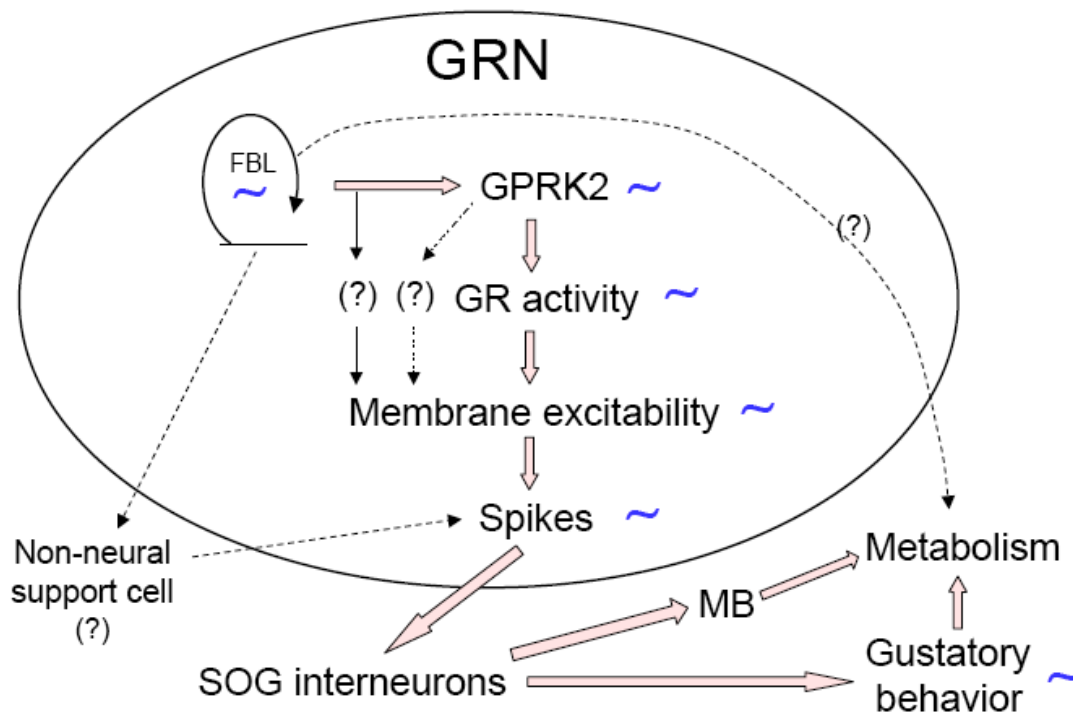 GRN
FBL
~
GPRK2 ~
(?)
(?) (?) GR activity ~
Membrane excitability ~
Spikes ~
Non-neural
support cell
(?)
Metabolism
MB
SOG interneurons
Gustatory
behavior ~